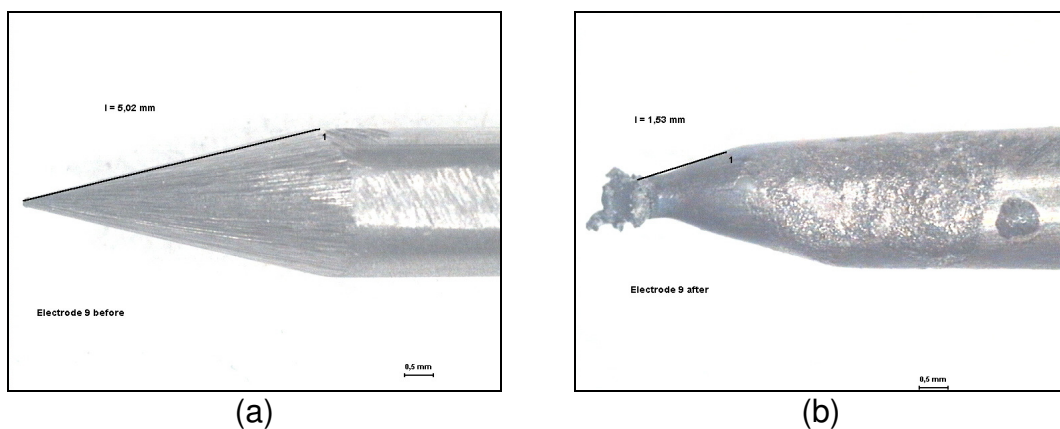 l = 5,02 mm
1
Electrode 9 before
0,5 mm
(a)
l = 1,53 mm
1
Electrode 9 after
0,5 mm
(b)